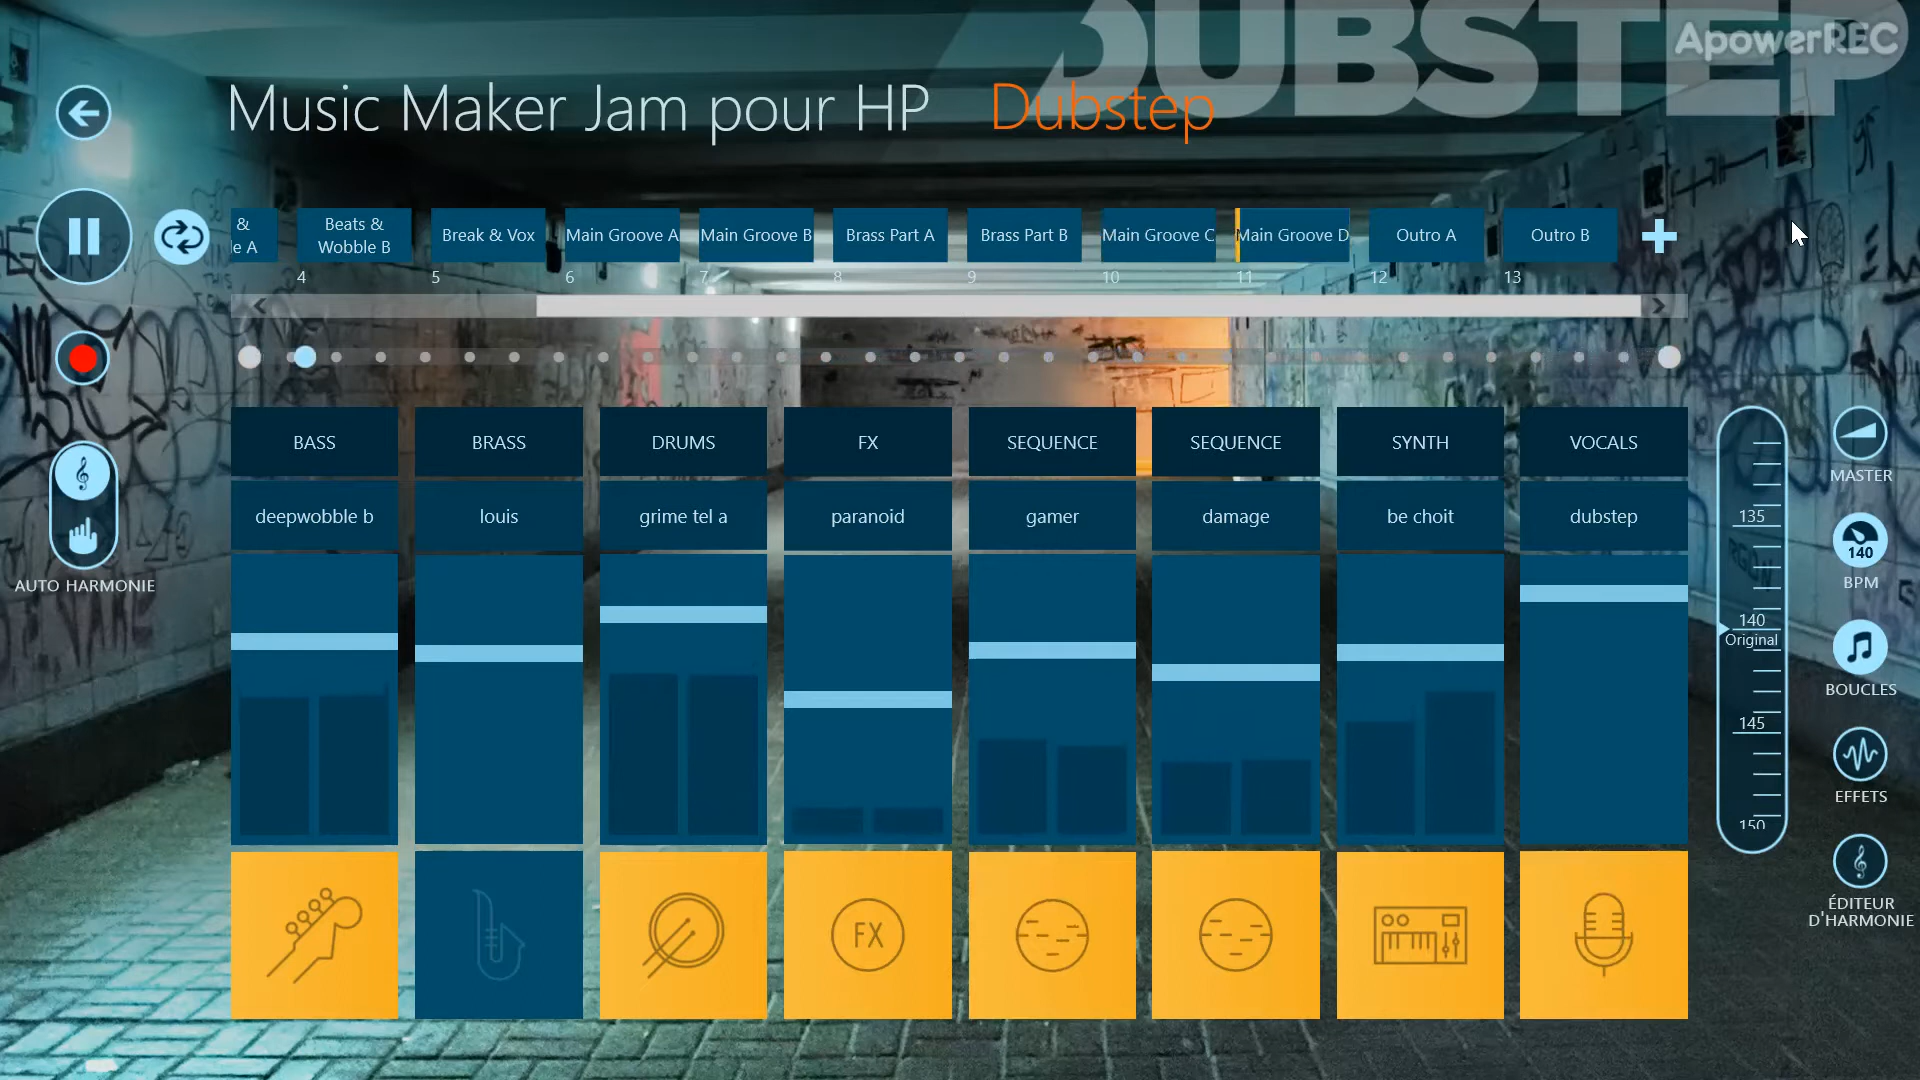 DUBSTEP
ApowerREC
Music Maker Jam pour HP Dubstep
&
le A
Beats &
Wobble B
Break & Vox
Main Groove A
Main Groove B
Brass Part A
Brass Part B
Main Groove C
Main Groove D
Outro A
Outro B
4 5 6 7 8 9 10 11 12 13
BASS BRASS DRUMS FX SEQUENCE SEQUENCE SYNTH VOCALS
deepwobble b louis grime tel a paranoid gamer damage be choit dubstep
AUTO HARMONIE
135
140
Original
145
150
MASTER
140
BPM
BOUCLES
EFFETS
ÉDITEUR
D'HARMONIE
FX